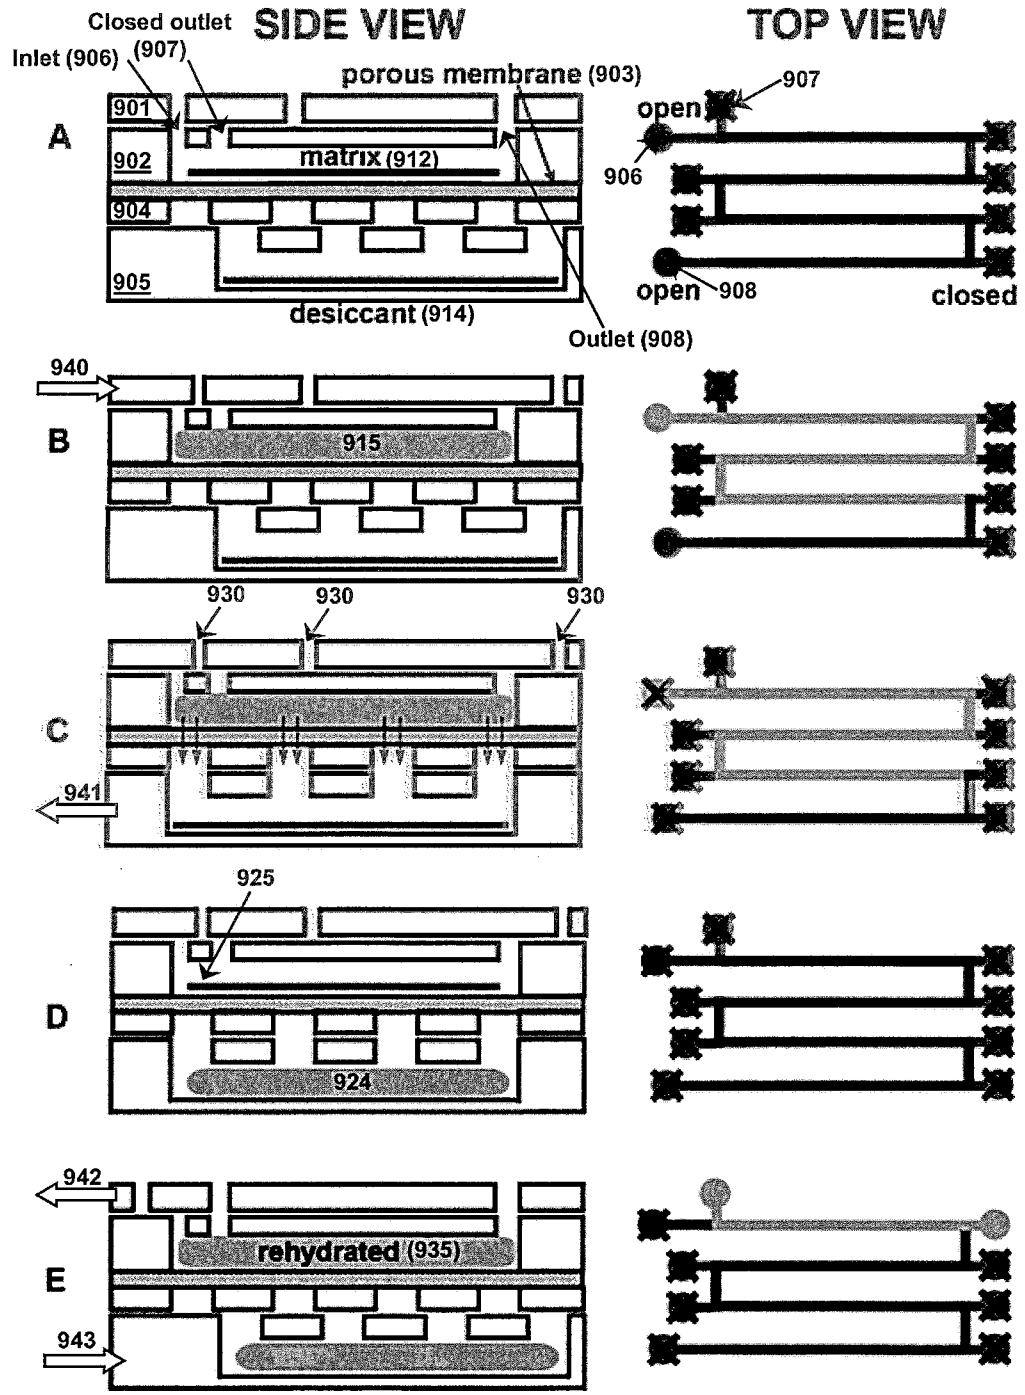 SIDE VIEW
TOP VIEW
Closed outlet
(907)
Inlet (906)
porous membrane (903)
A
901
902
matrix (912)
904
905
desiccant (914)
Outlet (908)
open
907
906
908
open
closed
940
B
915
930
930
930
C
941
925
D
924
942
E
rehydrated (935)
943